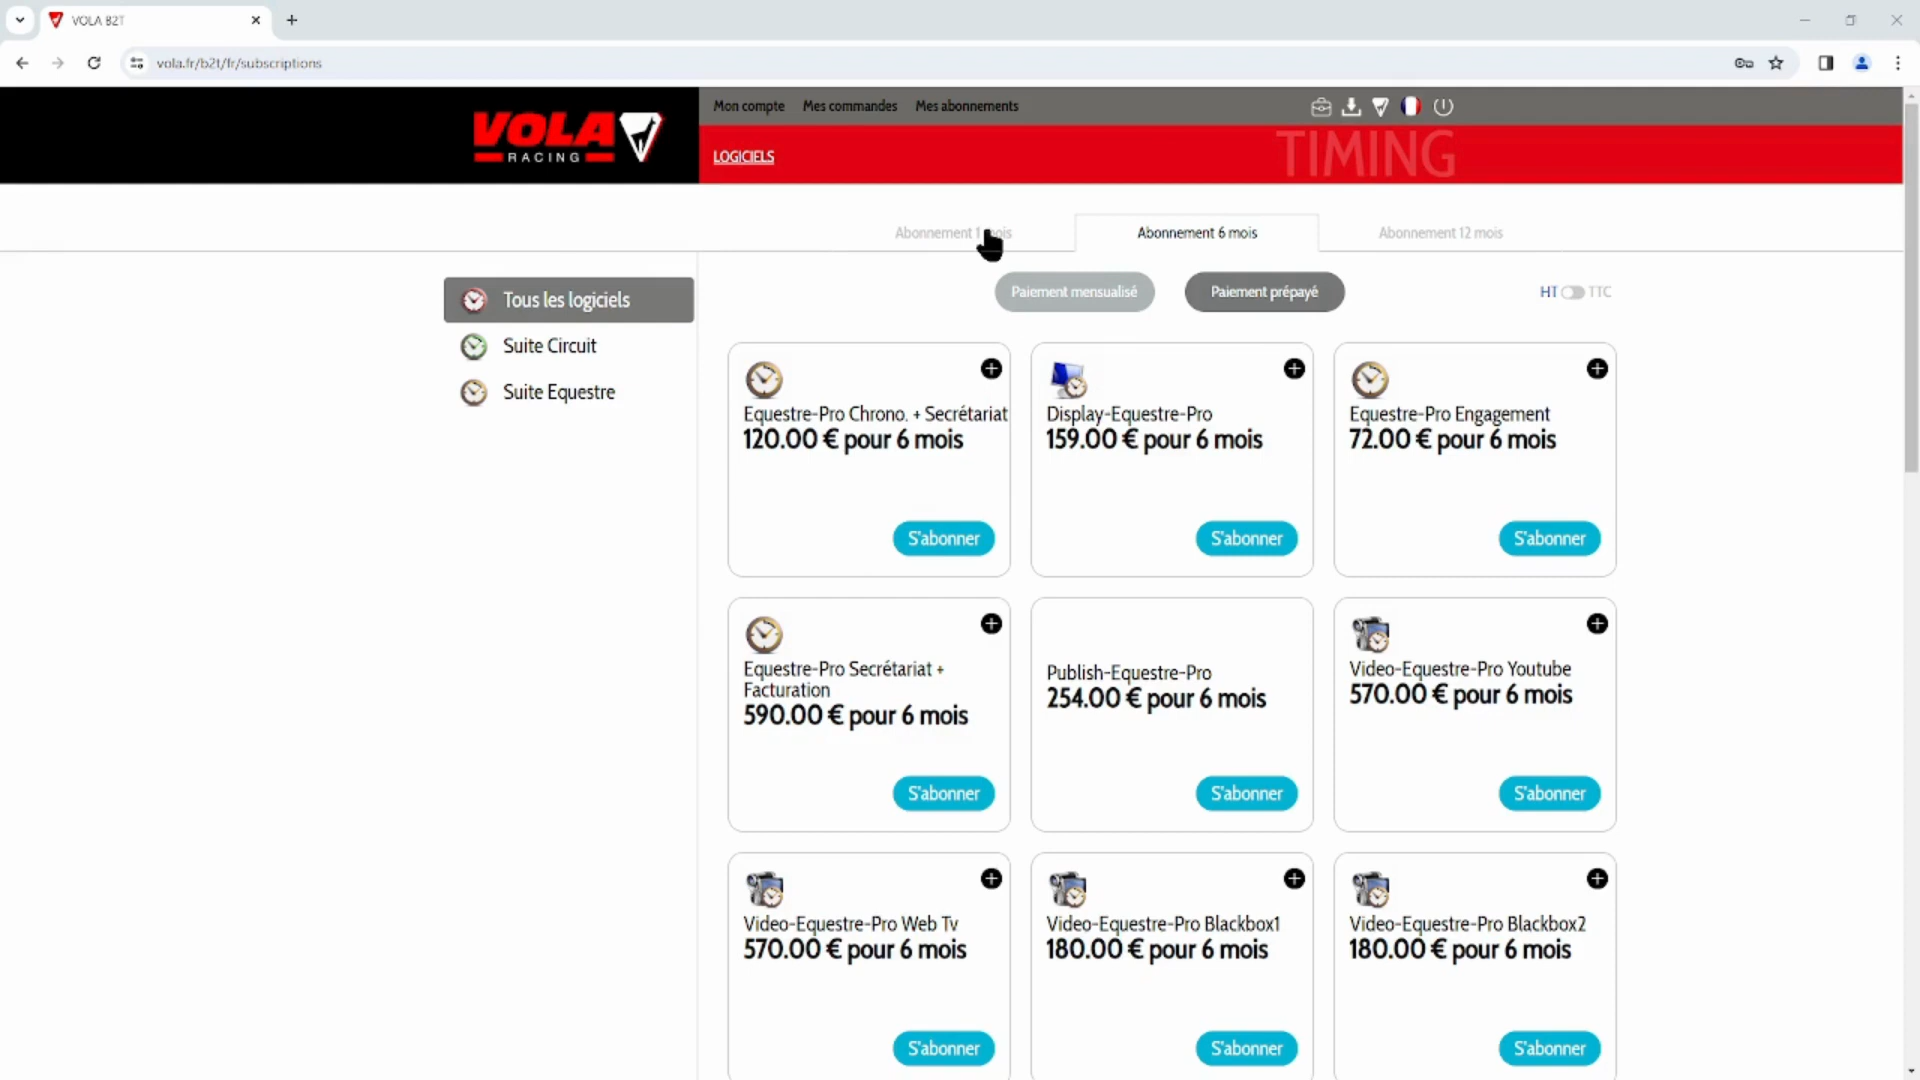 VOLA B2T
vola.fr/b2t/fr/subscriptions
VOLA
RACING
Mon compte Mes commandes Mes abonnements
LOGICIELS
TIMING
Abonnement 1 mois
Abonnement 6 mois
Abonnement 12 mois
Tous les logiciels
Suite Circuit
Suite Equestre
Paiement mensualisé
Paiement prépayé
HT TTC
Equestre-Pro Chrono. + Secrétariat
120.00 € pour 6 mois
S'abonner
Display-Equestre-Pro
159.00 € pour 6 mois
S'abonner
Equestre-Pro Engagement
72.00 € pour 6 mois
S'abonner
Equestre-Pro Secrétariat +
Facturation
590.00 € pour 6 mois
S'abonner
Publish-Equestre-Pro
254.00 € pour 6 mois
S'abonner
Video-Equestre-Pro Youtube
570.00 € pour 6 mois
S'abonner
Video-Equestre-Pro Web Tv
570.00 € pour 6 mois
S'abonner
Video-Equestre-Pro Blackbox1
180.00 € pour 6 mois
S'abonner
Video-Equestre-Pro Blackbox2
180.00 € pour 6 mois
S'abonner